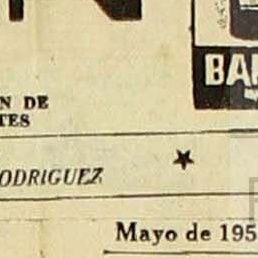 N DE
TES
ODRIGUEZ
Mayo de 195